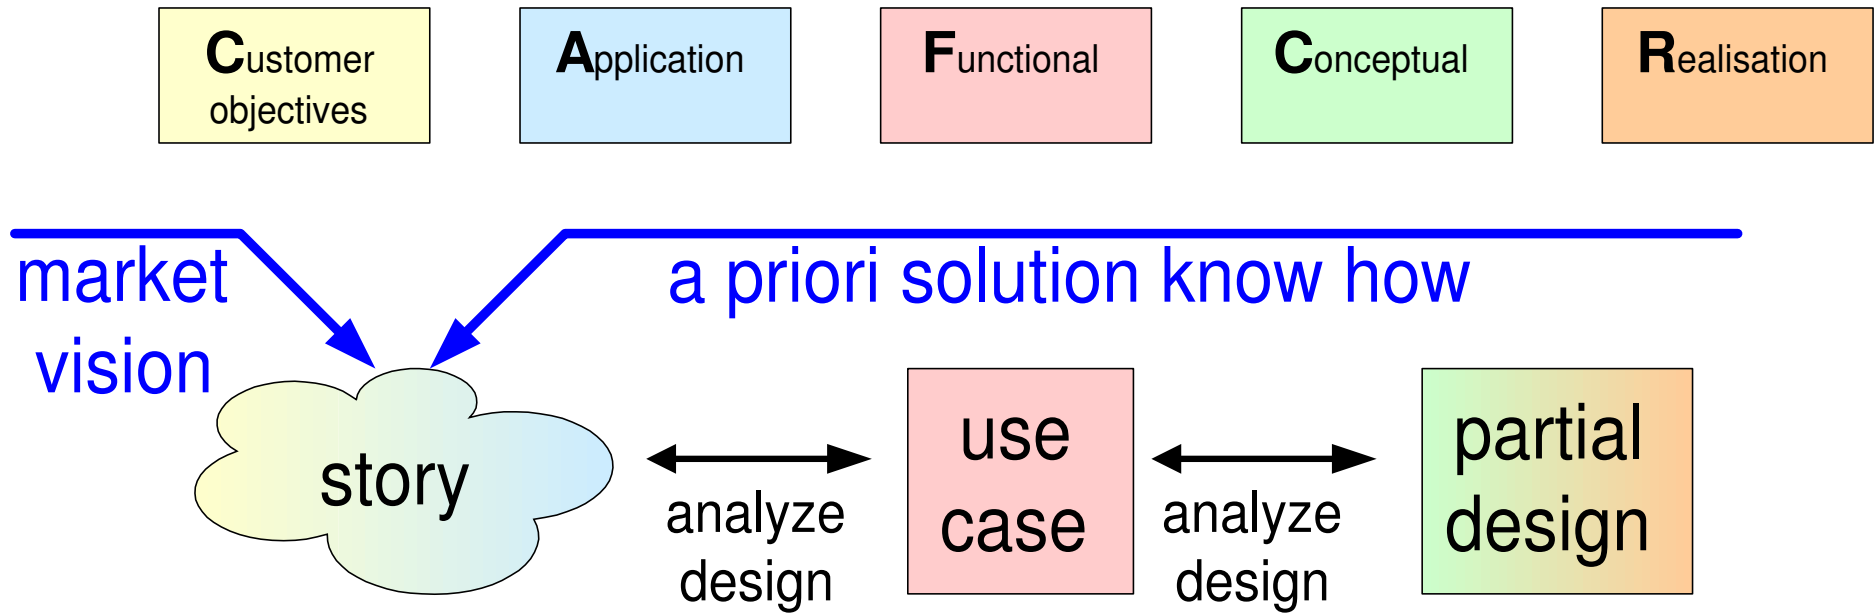 Customer
objectives
Application
Functional
Conceptual
Realisation
market
vision
a priori solution know how
story
analyze
design
use
case
analyze
design
partial
design